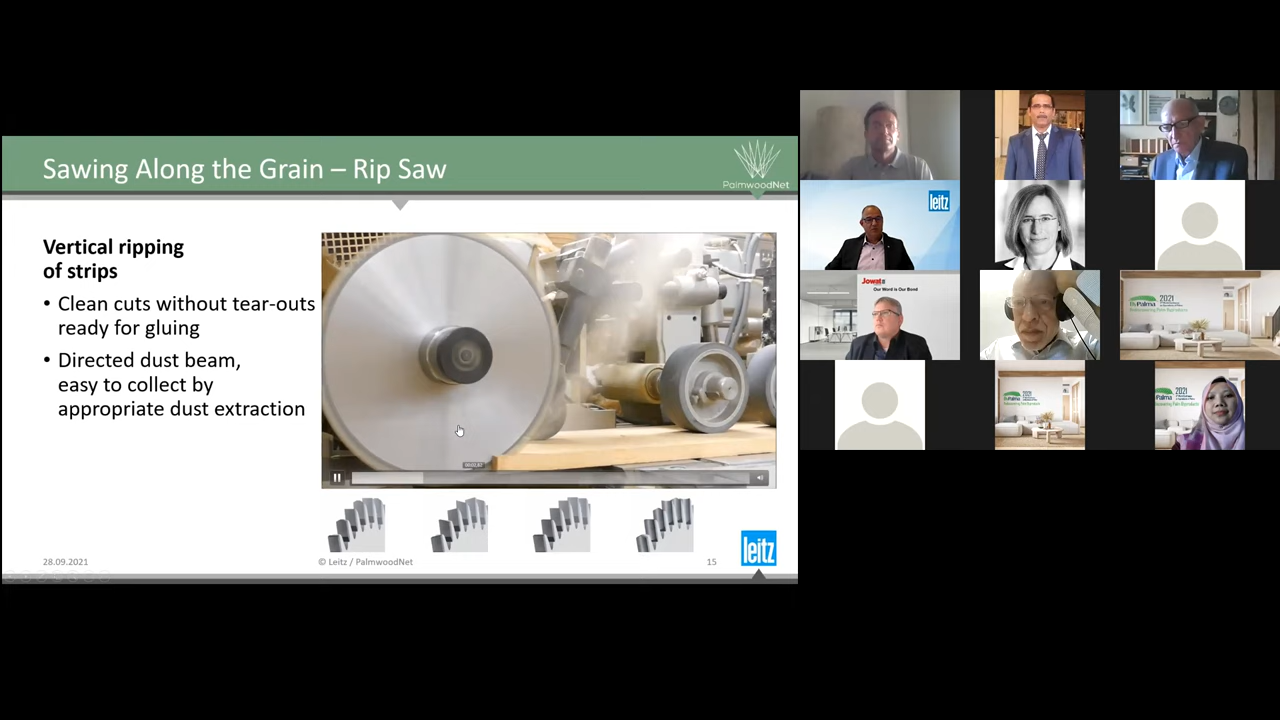 Sawing Along the Grain – Rip Saw
PalmwoodNet
Vertical ripping
of strips
• Clean cuts without tear-outs
ready for gluing
• Directed dust beam,
easy to collect by
appropriate dust extraction
28.09.2021
© Leitz / PalmwoodNet
15
leitz
leitz
Jowat
Our Word is Our Bond
2021
2021